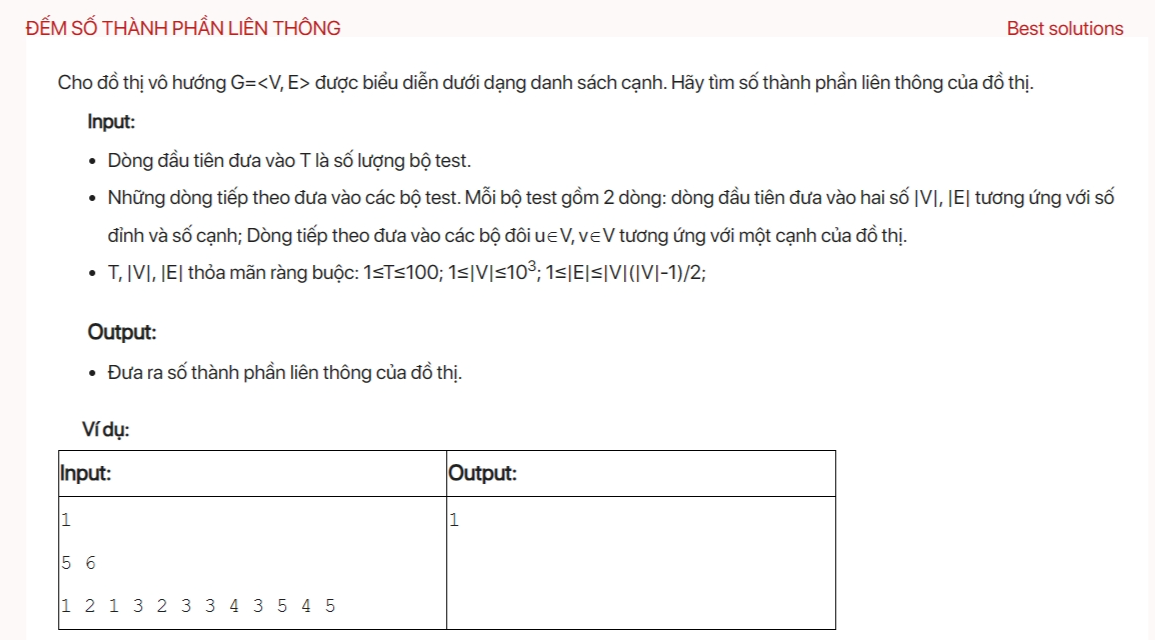 ĐẾM SỐ THÀNH PHẦN LIÊN THÔNG
Best solutions
Cho đồ thị vô hướng G=<V, E> được biểu diễn dưới dạng danh sách cạnh. Hãy tìm số thành phần liên thông của đồ thị.
Input:
• Dòng đầu tiên đưa vào T là số lượng bộ test.
• Những dòng tiếp theo đưa vào các bộ test. Mỗi bộ test gồm 2 dòng: dòng đầu tiên đưa vào hai số |V|, |E| tương ứng với số
đỉnh và số cạnh; Dòng tiếp theo đưa vào các bộ đôi u∈V, v∈V tương ứng với một cạnh của đồ thị.
• T, |V|, |E| thỏa mãn ràng buộc: 1≤T≤100; 1≤|V|≤10³; 1≤|E|≤|V|(|V|-1)/2;
Output:
• Đưa ra số thành phần liên thông của đồ thị.
Ví dụ:
Input: Output:
1 1
5 6
1 2 1 3 2 3 3 4 3 5 4 5